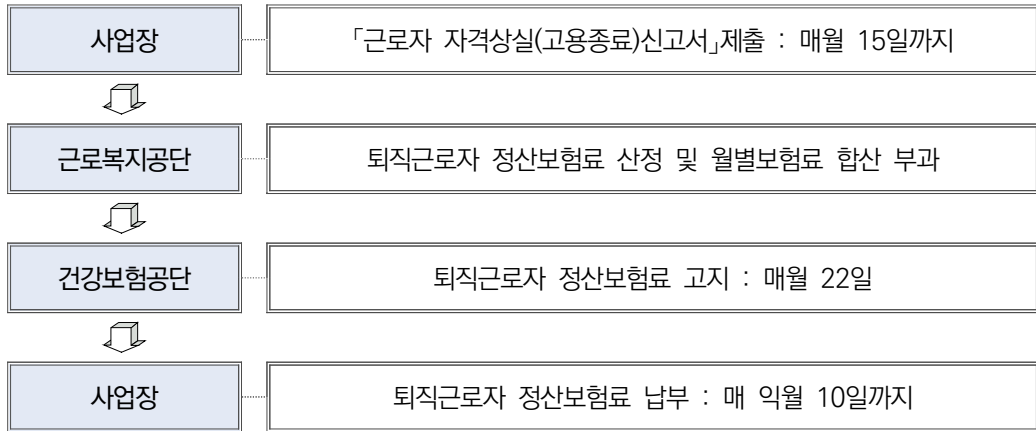 사업장
「근로자 자격상실(고용종료)신고서」제출 : 매월 15일까지
근로복지공단
퇴직근로자 정산보험료 산정 및 월별보험료 합산 부과
건강보험공단
퇴직근로자 정산보험료 고지 : 매월 22일
사업장
퇴직근로자 정산보험료 납부 : 매 익월 10일까지